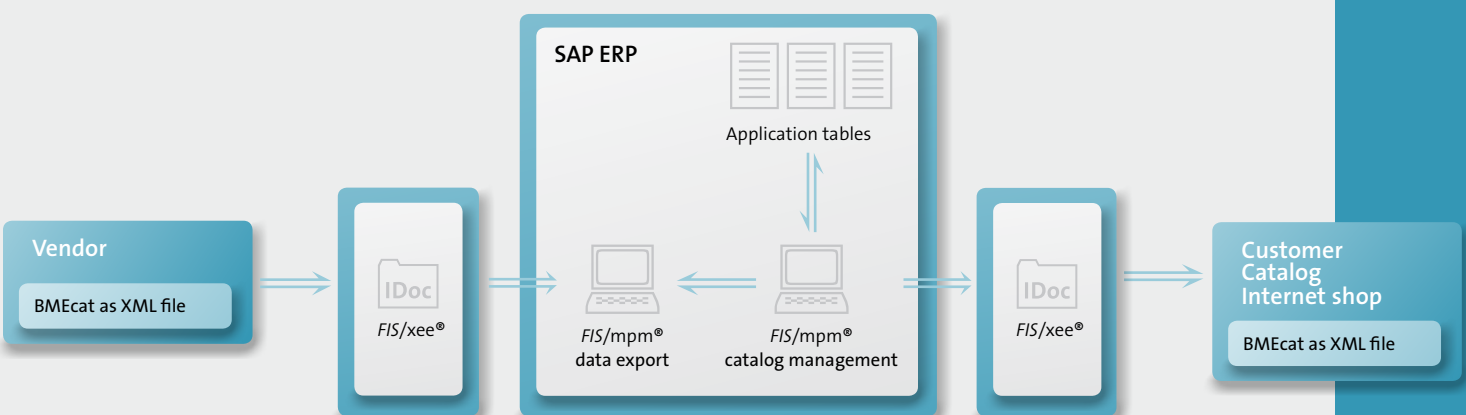 SAP ERP
Application tables
Vendor
BMEcat as XML file
IDoc
FIS/xee®
FIS/mpm®
data export
FIS/mpm®
catalog management
IDoc
FIS/xee®
Customer
Catalog
Internet shop
BMEcat as XML file